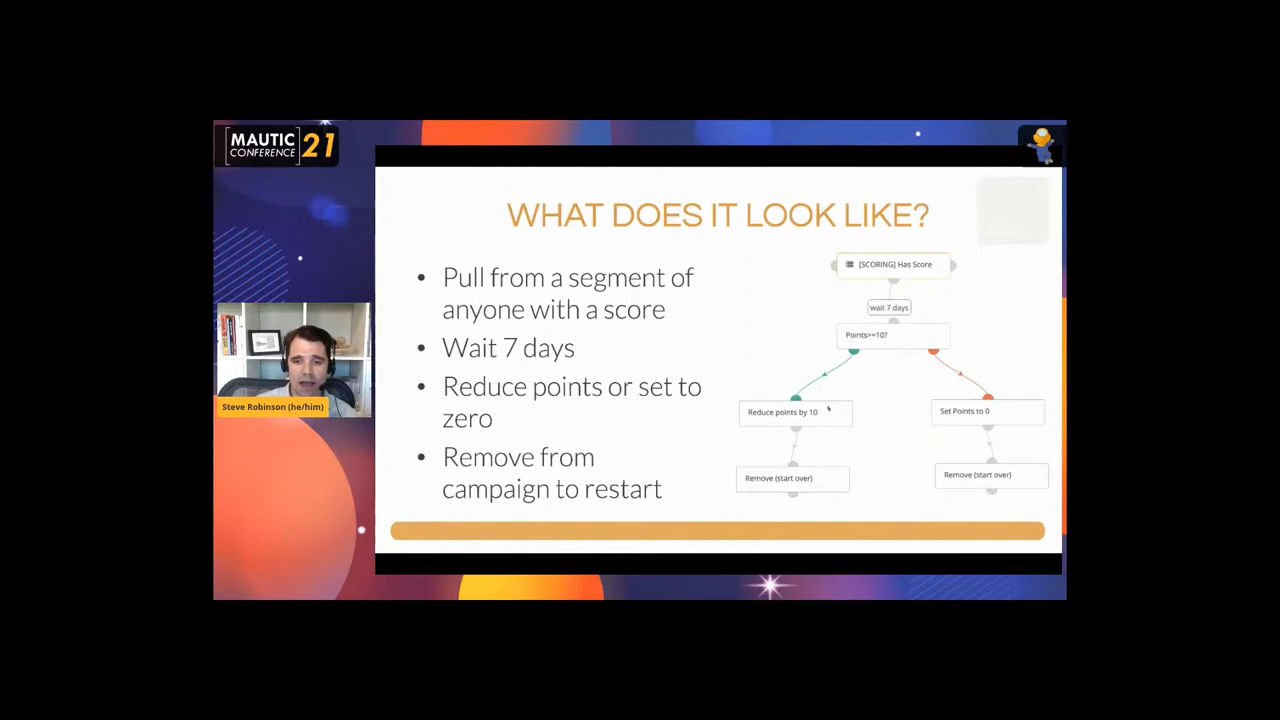 MAUTIC
CONFERENCE
21
WHAT DOES IT LOOK LIKE?
• Pull from a segment of
anyone with a score
• Wait 7 days
• Reduce points or set to
zero
• Remove from
campaign to restart
[SCORING] Has Score
wait 7 days
Points>=10?
Reduce points by 10
Set Points to 0
Remove (start over)
Remove (start over)
Steve Robinson (he/him)